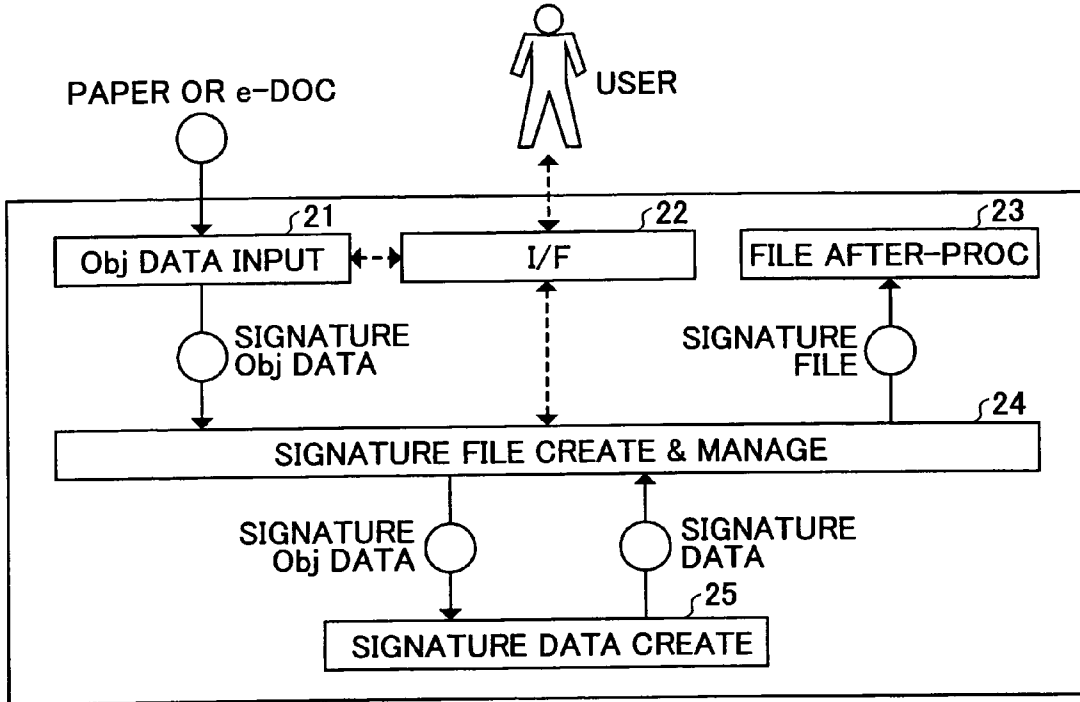 PAPER OR e-DOC
USER
21
22
23
Obj DATA INPUT
I/F
FILE AFTER-PROC
SIGNATURE
Obj DATA
SIGNATURE
FILE
24
SIGNATURE FILE CREATE & MANAGE
SIGNATURE
Obj DATA
SIGNATURE
DATA
25
SIGNATURE DATA CREATE